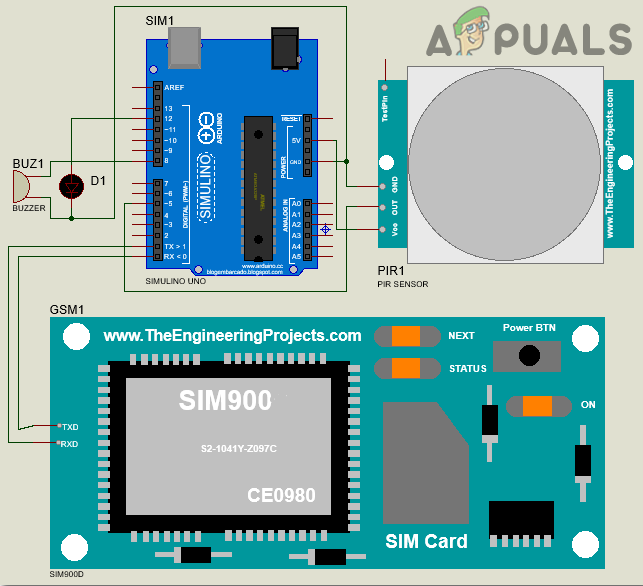 SIM1
APPUALS
AREF
13
12
~11
~10
~9
8
7
~6
~5
4
~3
2
TX > 1
RX < 0
DIGITAL (PWM~)
ARDUINO
SIMULINO
RESET
5V
GND
POWER
A0
A1
A2
A3
A4
A5
ANALOG IN
www.arduino.cc
blogembarcado.blogspot.com
SIMULINO UNO
BUZ1
BUZZER
D1
TestPin
GND
OUT
Vcc
www.TheEngineeringProjects.com
PIR1
PIR SENSOR
GSM1
www.TheEngineeringProjects.com
NEXT
STATUS
Power BTN
ON
TXD
RXD
SIM900
S2-1041Y-Z097C
CE0980
SIM Card
SIM900D